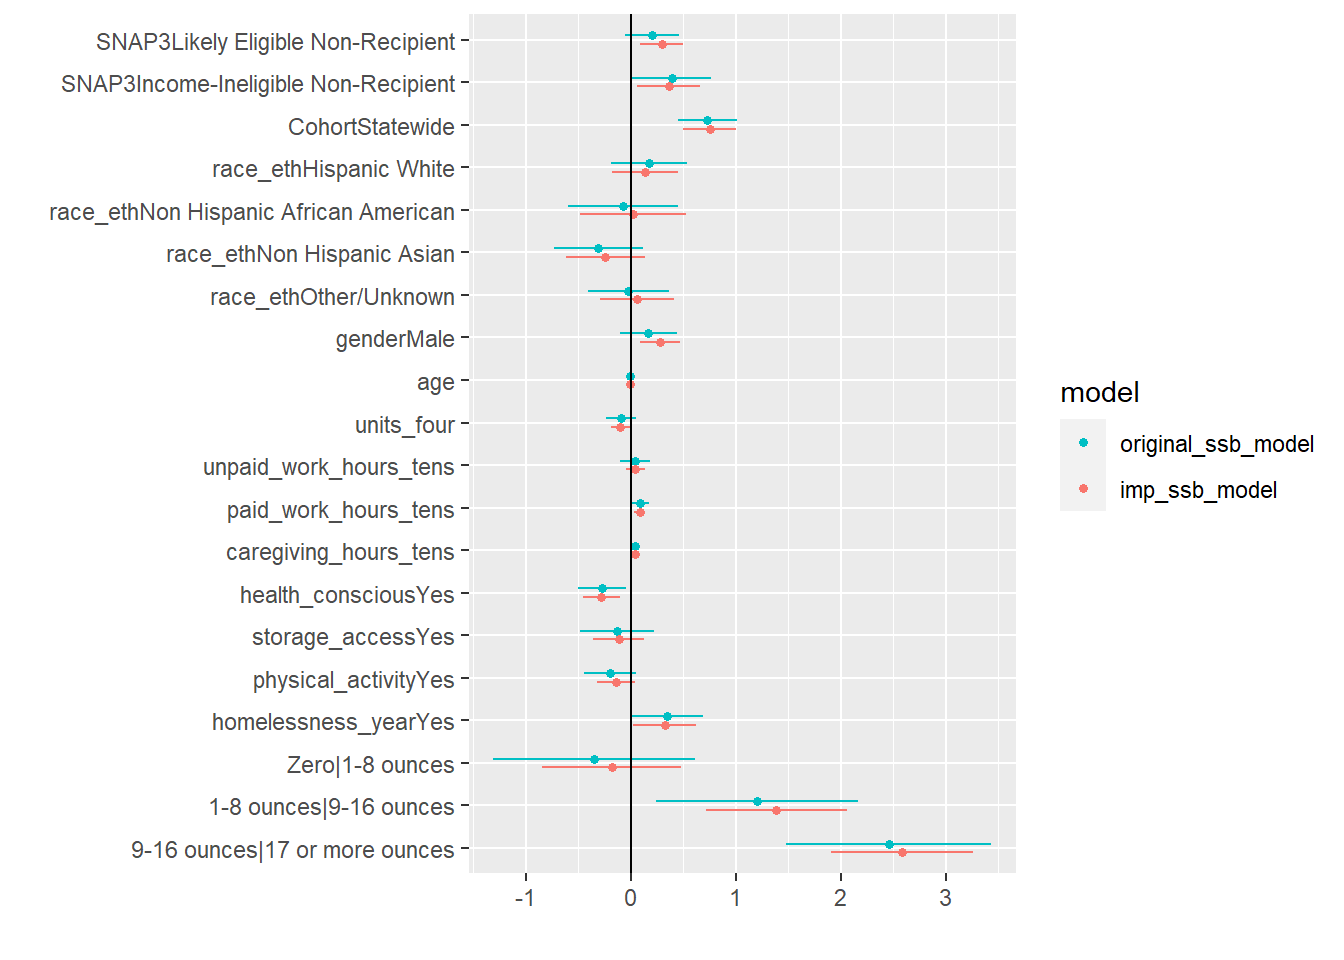 SNAP3Likely Eligible Non-Recipient
SNAP3Income-Ineligible Non-Recipient
CohortStatewide
race_ethHispanic White
race_ethNon Hispanic African American
race_ethNon Hispanic Asian
race_ethOther/Unknown
genderMale
age
units_four
unpaid_work_hours_tens
paid_work_hours_tens
caregiving_hours_tens
health_consciousYes
storage_accessYes
physical_activityYes
homelessness_yearYes
Zero|1-8 ounces
1-8 ounces|9-16 ounces
9-16 ounces|17 or more ounces
-1 0 1 2 3
model
original_ssb_model
imp_ssb_model